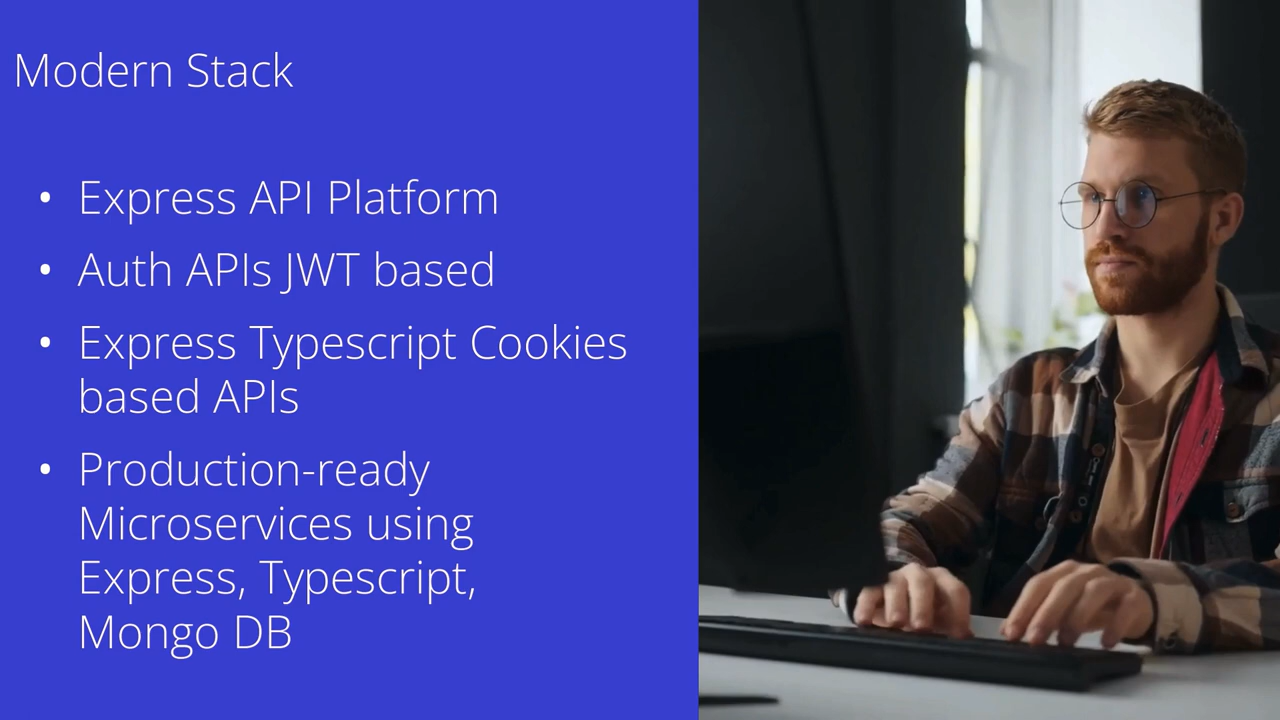 Modern Stack
• Express API Platform
• Auth APIs JWT based
• Express Typescript Cookies
based APIs
• Production-ready
Microservices using
Express, Typescript,
Mongo DB